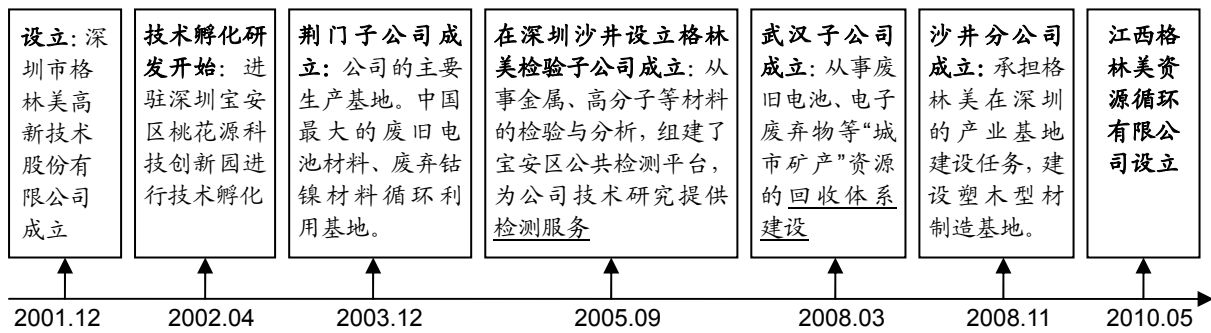 设立：深
圳市格
林美高
新技术
股份有
限公司
成立
技术孵化研
发开始：进
驻深圳宝安
区桃花源科
技创新园进
行技术孵化
荆门子公司成
立：公司的主要
生产基地。中国
最大的废旧电
池材料、废弃钴
镍材料循环利
用基地。
在深圳沙井设立格林
美检验子公司成立：从
事金属、高分子等材料
的检验与分析，组建了
宝安区公共检测平台，
为公司技术研究提供
检测服务
武汉子公司
成立：从事废
旧电池、电子
废弃物等“城
市矿产”资源
的回收体系
建设
沙井分公司
成立：承担格
林美在深圳
的产业基地
建设任务，建
设塑木型材
制造基地。
江西格
林美资
源循环
有限公
司设立
2001.12
2002.04
2003.12
2005.09
2008.03
2008.11
2010.05